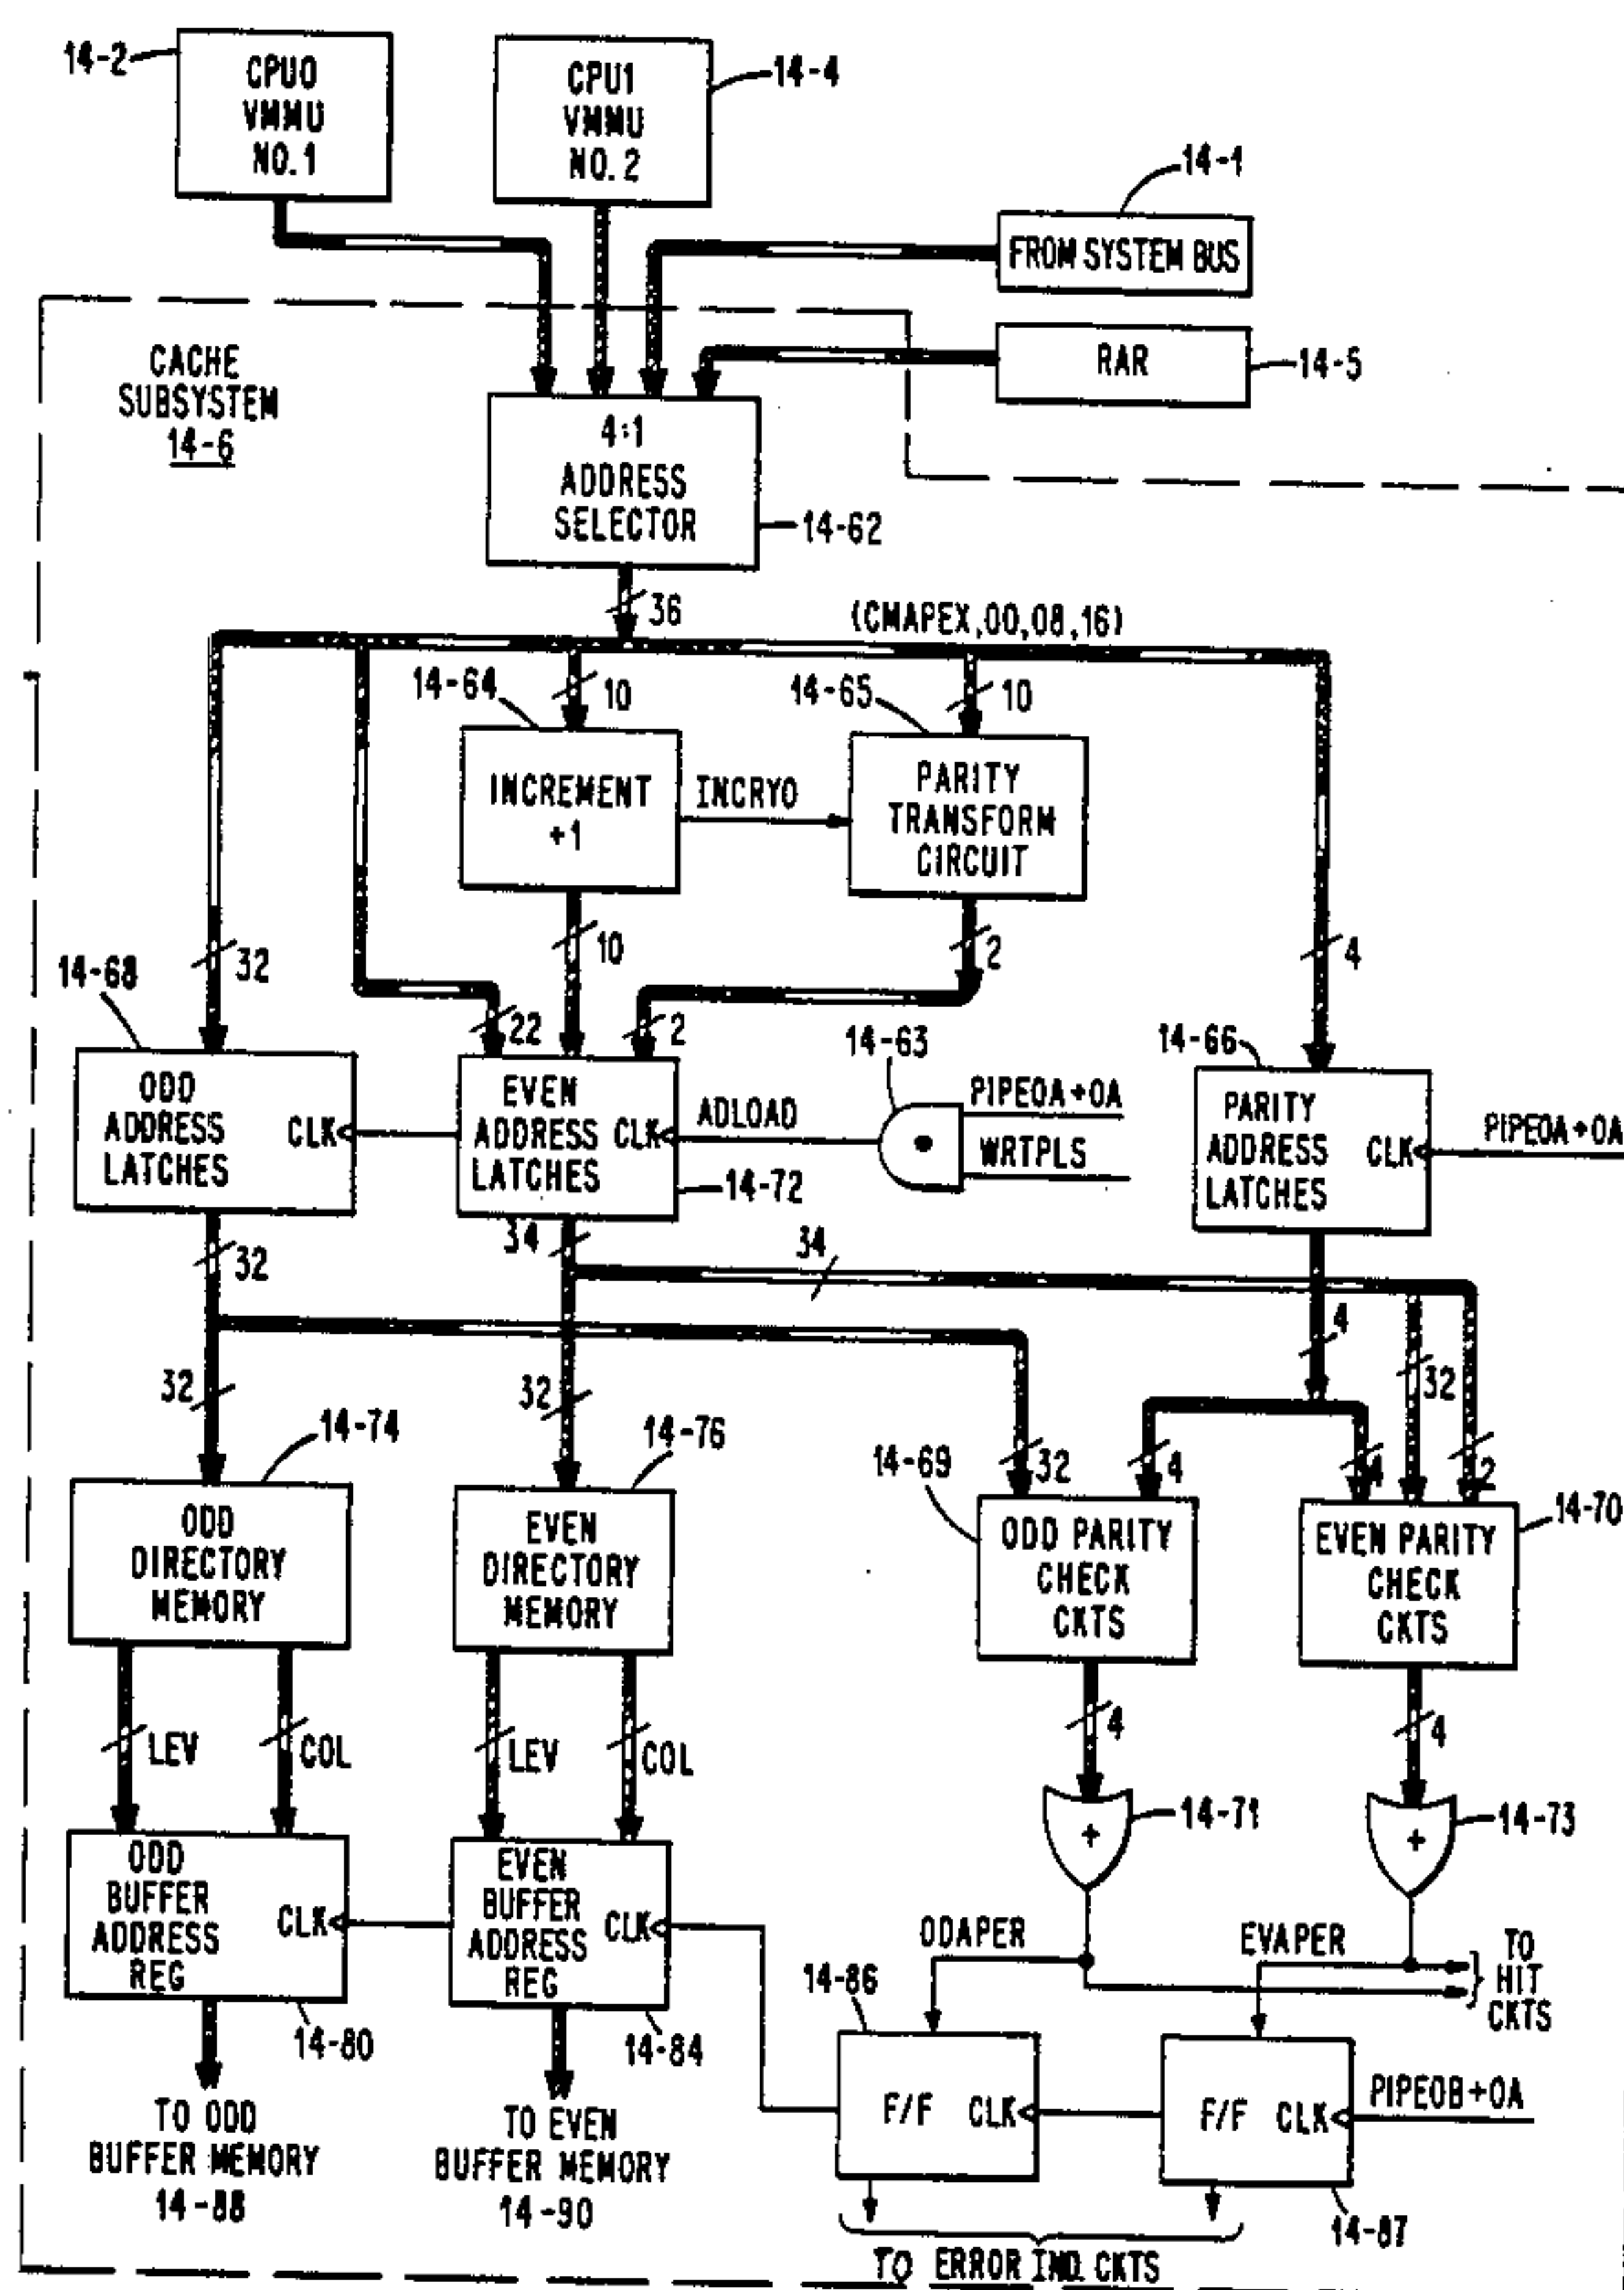 14-2
CPU0
VMMU
NO.1
CPU1
VMMU
NO.2
14-4
14-1
FROM SYSTEM BUS
RAR
14-5
CACHE
SUBSYSTEM
14-6
4:1
ADDRESS
SELECTOR
14-62
36
(CMAPEX,00,08,16)
14-64
10
14-65
10
INCREMENT
+1
INCRYO
PARITY
TRANSFORM
CIRCUIT
32
10
2
4
14-68
22
2
14-63
14-66
ODD
ADDRESS
LATCHES
CLK
EVEN
ADDRESS
LATCHES
CLK
ADLOAD
PIPE0A+0A
WRTPLS
14-72
PARITY
ADDRESS
LATCHES
CLK
PIPE0A+0A
32
34
34
4
32
32
32
14-74
14-76
14-69
32
4
4
2
14-70
ODD
DIRECTORY
MEMORY
EVEN
DIRECTORY
MEMORY
ODD PARITY
CHECK
CKTS
EVEN PARITY
CHECK
CKTS
LEV
COL
LEV
COL
4
4
14-71
+
14-73
+
ODD
BUFFER
ADDRESS
REG
CLK
EVEN
BUFFER
ADDRESS
REG
CLK
ODAPER
EVAPER
TO
HIT
CKTS
14-86
14-80
14-84
F/F
CLK
F/F
CLK
PIPE0B+0A
TO ODD
BUFFER MEMORY
14-88
TO EVEN
BUFFER MEMORY
14-90
14-87
TO ERROR IND. CKTS